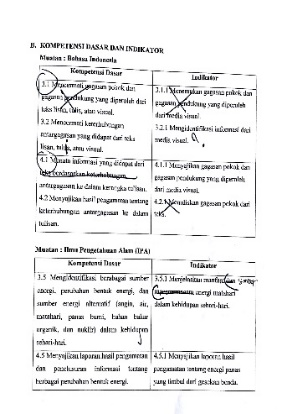 B. KOMPETENSI DASAR DAN INDIKATOR
Muatan : Bahasa Indonesia
Kompetensi Dasar
Indikator
3.1 Mencermati gagasan pokok dan
gagasan pendukung yang diperoleh dari
teks lisan, tulis, atau visual.
3.2 Mencermati keterhubungan
antargagasan yang didapat dari teks
lisan, tulis, atau visual.
3.1.1 Menemukan gagasan pokok dan
gagasan pendukung yang diperoleh
dari media visual.
3.2.1 Mengidentifikasi informasi dari
media visual.
4.1 Menata informasi yang didapat dari
teks berdasarkan keterhubungan
antargagasan ke dalam kerangka tulisan.
4.2 Menyajikan hasil pengamatan tentang
keterhubungan antargagasan ke dalam
tulisan.
4.1.1 Menyajikan gagasan pokok dan
gagasan pendukung yang diperoleh
dari media visual.
4.2.1 Menuliskan gagasan pokok dari
teks.
Muatan : Ilmu Pengetahuan Alam (IPA)
Kompetensi Dasar
Indikator
3.5 Mengidentifikasi berbagai sumber
energi, perubahan bentuk energi, dan
sumber energi alternatif (angin, air,
matahari, panas bumi, bahan bakar
organik, dan nuklir) dalam kehidupan
sehari-hari.
3.5.1 Menjelaskan manfaat
energi matahari
dalam kehidupan sehari-hari.
4.5 Menyajikan laporan hasil pengamatan
dan penelusuran informasi tentang
berbagai perubahan bentuk energi.
4.5.1 Menyajikan laporan hasil
pengamatan tentang energi panas
yang timbul dari gesekan benda.